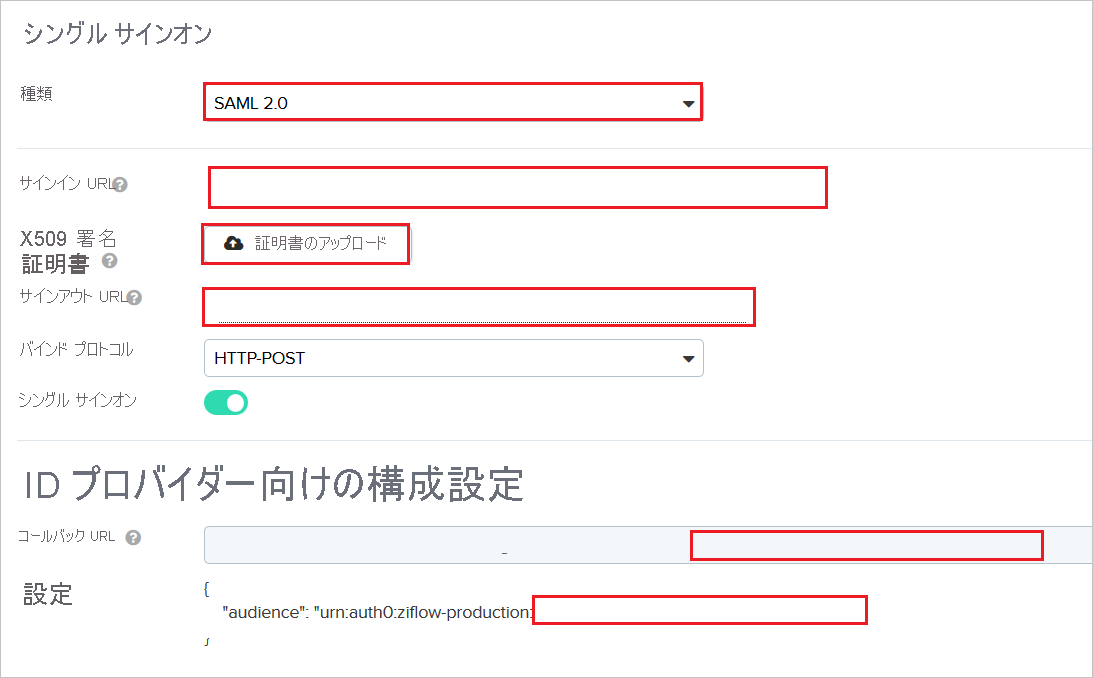 シングル サインオン
種類
SAML 2.0
サインイン URL
X509 署名
証明書
証明書のアップロード
サインアウト URL
バインド プロトコル
HTTP-POST
シングル サインオン
ID プロバイダー向けの構成設定
コールバック URL
設定
{
"audience": "urn:auth0:ziflow-production:
}